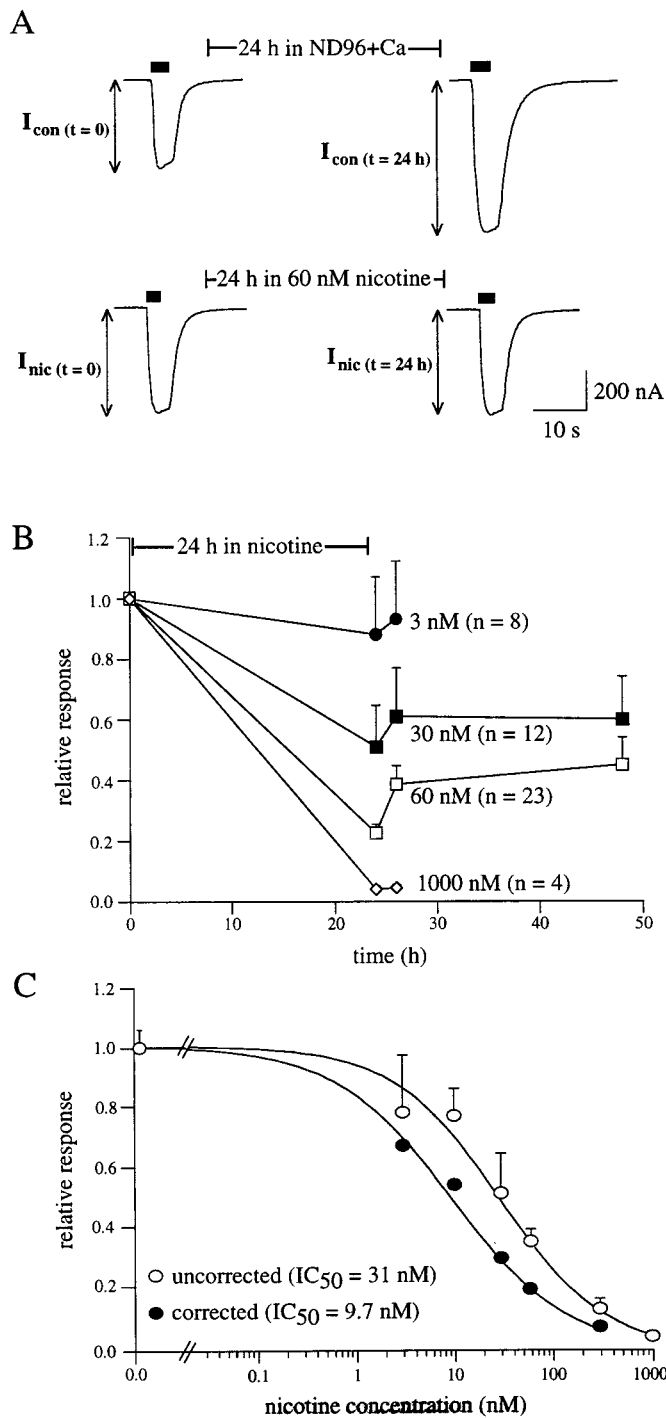 A
24 h in ND96+Ca
Icon (t = 0)
Icon (t = 24 h)
24 h in 60 nM nicotine
Inic (t = 0)
Inic (t = 24 h)
200 nA
10 s
B
24 h in nicotine
1.2
1.0
0.8
0.6
0.4
0.2
0.0
relative response
3 nM (n = 8)
30 nM (n = 12)
60 nM (n = 23)
1000 nM (n = 4)
0 10 20 30 40 50
time (h)
C
1.2
1.0
0.8
0.6
0.4
0.2
0.0
relative response
uncorrected (IC50 = 31 nM)
corrected (IC50 = 9.7 nM)
0.0 0.1 1 10 100 1000
nicotine concentration (nM)